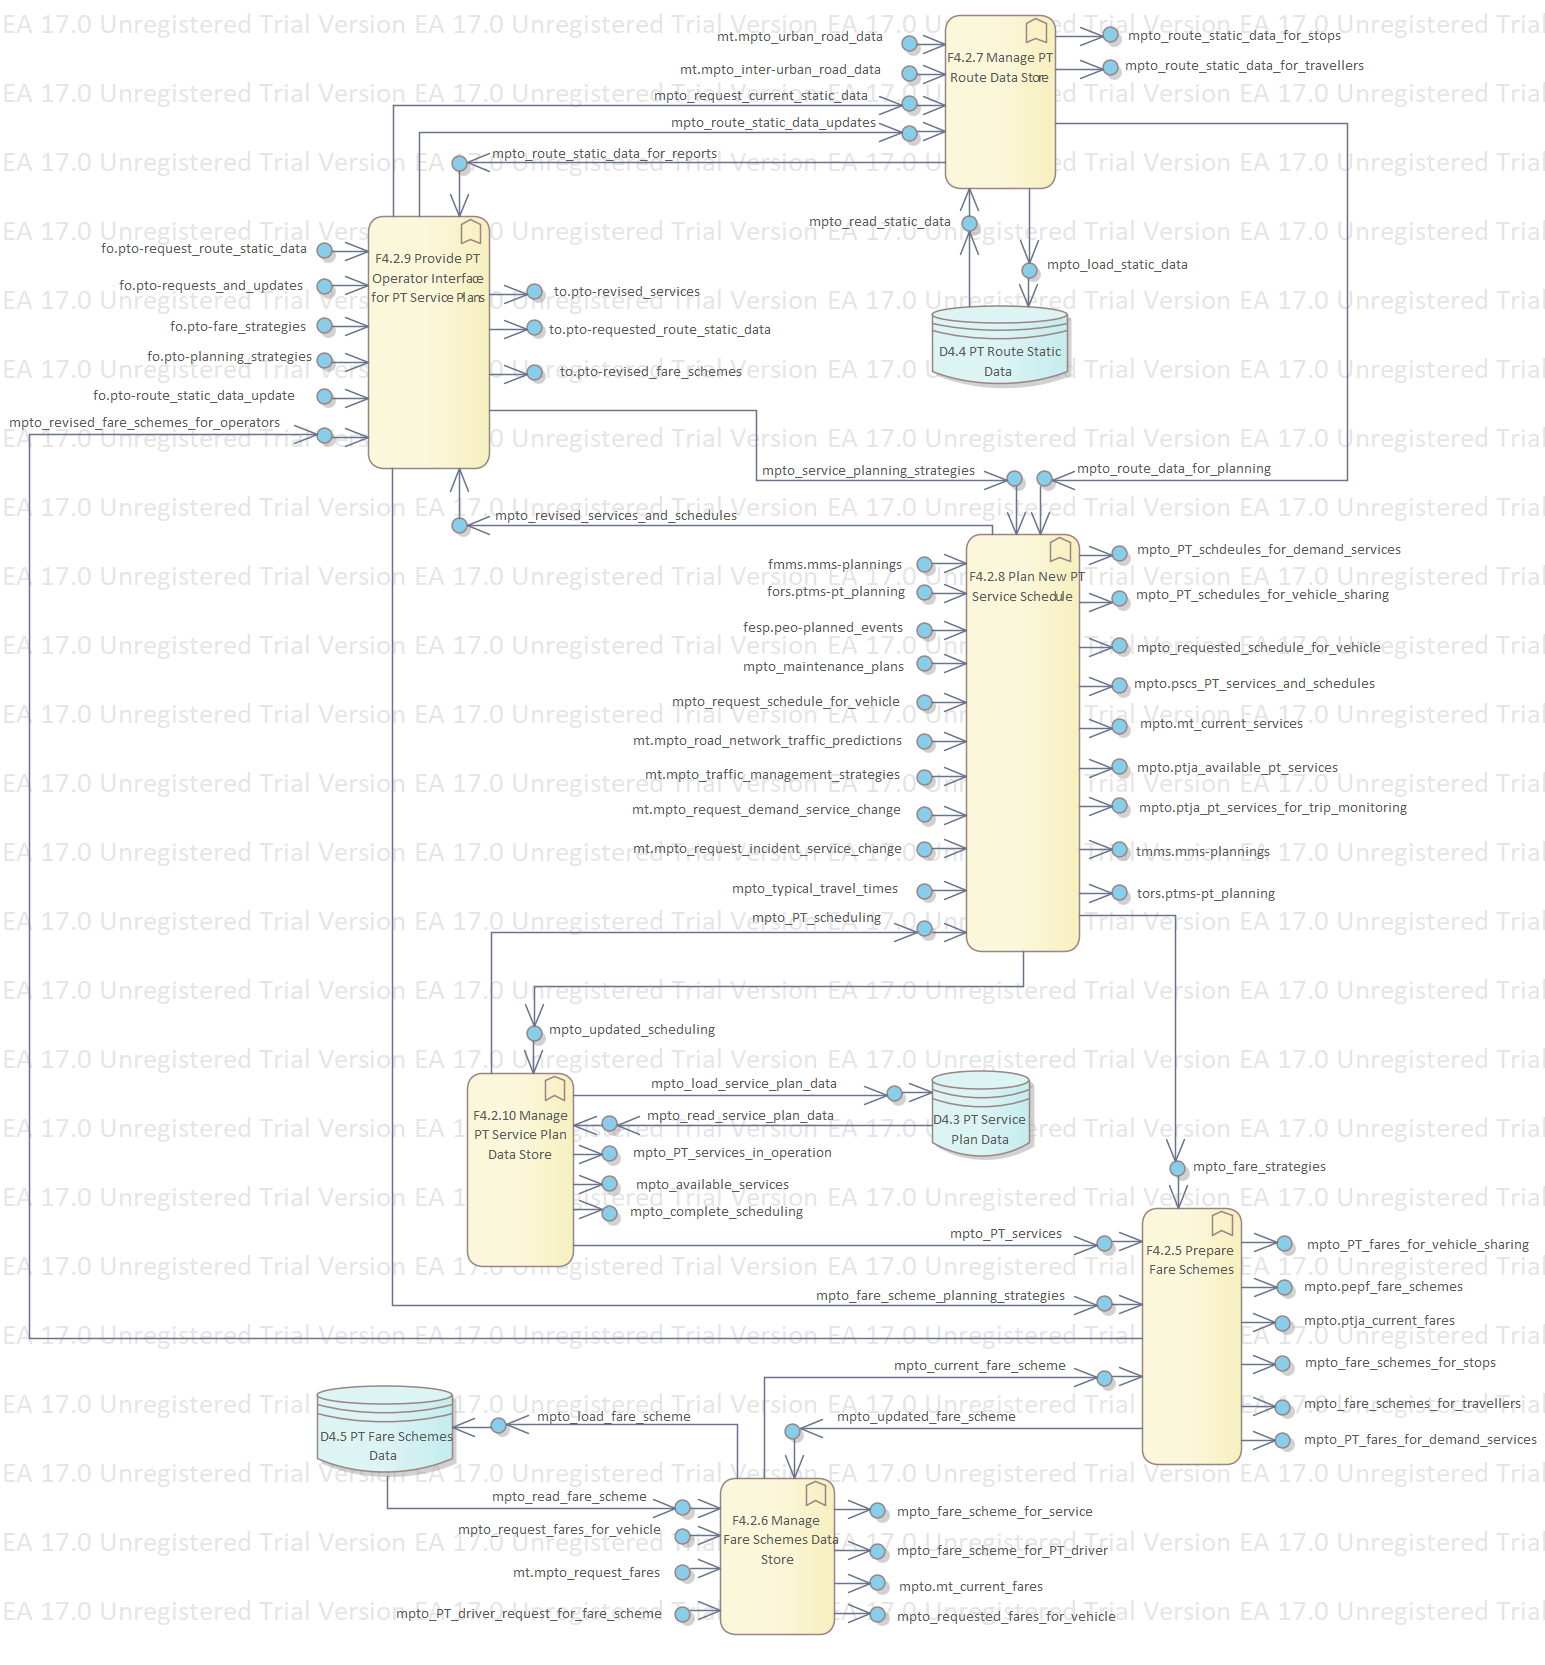 mt.mpto_urban_road_data
mpto_route_static_data_for_stops
F4.2.7 Manage PT
Route Data Store
mt.mpto_inter-urban_road_data
mpto_route_static_data_for_travellers
mpto_request_current_static_data
mpto_route_static_data_updates
mpto_route_static_data_for_reports
mpto_read_static_data
mpto_load_static_data
D4.4 PT Route Static
Data
F4.2.9 Provide PT
Operator Interface
for PT Service Plans
fo.pto-request_route_static_data
fo.pto-requests_and_updates
fo.pto-fare_strategies
fo.pto-planning_strategies
fo.pto-route_static_data_update
mpto_revised_fare_schemes_for_operators
to.pto-revised_services
to.pto-requested_route_static_data
to.pto-revised_fare_schemes
mpto_service_planning_strategies
mpto_route_data_for_planning
mpto_revised_services_and_schedules
F4.2.8 Plan New PT
Service Schedule
fmms.mms-plannings
fors.ptms-pt_planning
fesp.peo-planned_events
mpto_maintenance_plans
mpto_request_schedule_for_vehicle
mt.mpto_road_network_traffic_predictions
mt.mpto_traffic_management_strategies
mt.mpto_request_demand_service_change
mt.mpto_request_incident_service_change
mpto_typical_travel_times
mpto_PT_scheduling
mpto_PT_schdeules_for_demand_services
mpto_PT_schedules_for_vehicle_sharing
mpto_requested_schedule_for_vehicle
mpto.pscs_PT_services_and_schedules
mpto.mt_current_services
mpto.ptja_available_pt_services
mpto.ptja_pt_services_for_trip_monitoring
tmms.mms-plannings
tors.ptms-pt_planning
mpto_updated_scheduling
F4.2.10 Manage
PT Service Plan
Data Store
mpto_load_service_plan_data
mpto_read_service_plan_data
D4.3 PT Service
Plan Data
mpto_PT_services_in_operation
mpto_available_services
mpto_complete_scheduling
mpto_fare_strategies
mpto_PT_services
F4.2.5 Prepare
Fare Schemes
mpto_fare_scheme_planning_strategies
mpto_PT_fares_for_vehicle_sharing
mpto.pepf_fare_schemes
mpto.ptja_current_fares
mpto_fare_schemes_for_stops
mpto_fare_schemes_for_travellers
mpto_PT_fares_for_demand_services
mpto_current_fare_scheme
mpto_updated_fare_scheme
mpto_load_fare_scheme
D4.5 PT Fare Schemes
Data
mpto_read_fare_scheme
mpto_request_fares_for_vehicle
mt.mpto_request_fares
mpto_PT_driver_request_for_fare_scheme
F4.2.6 Manage
Fare Schemes Data
Store
mpto_fare_scheme_for_service
mpto_fare_scheme_for_PT_driver
mpto.mt_current_fares
mpto_requested_fares_for_vehicle
EA 17.0 Unregistered Trial Version EA 17.0 Unregistered Trial Version EA 17.0 Unregistered Trial Version EA 17.0 Unregistered Trial